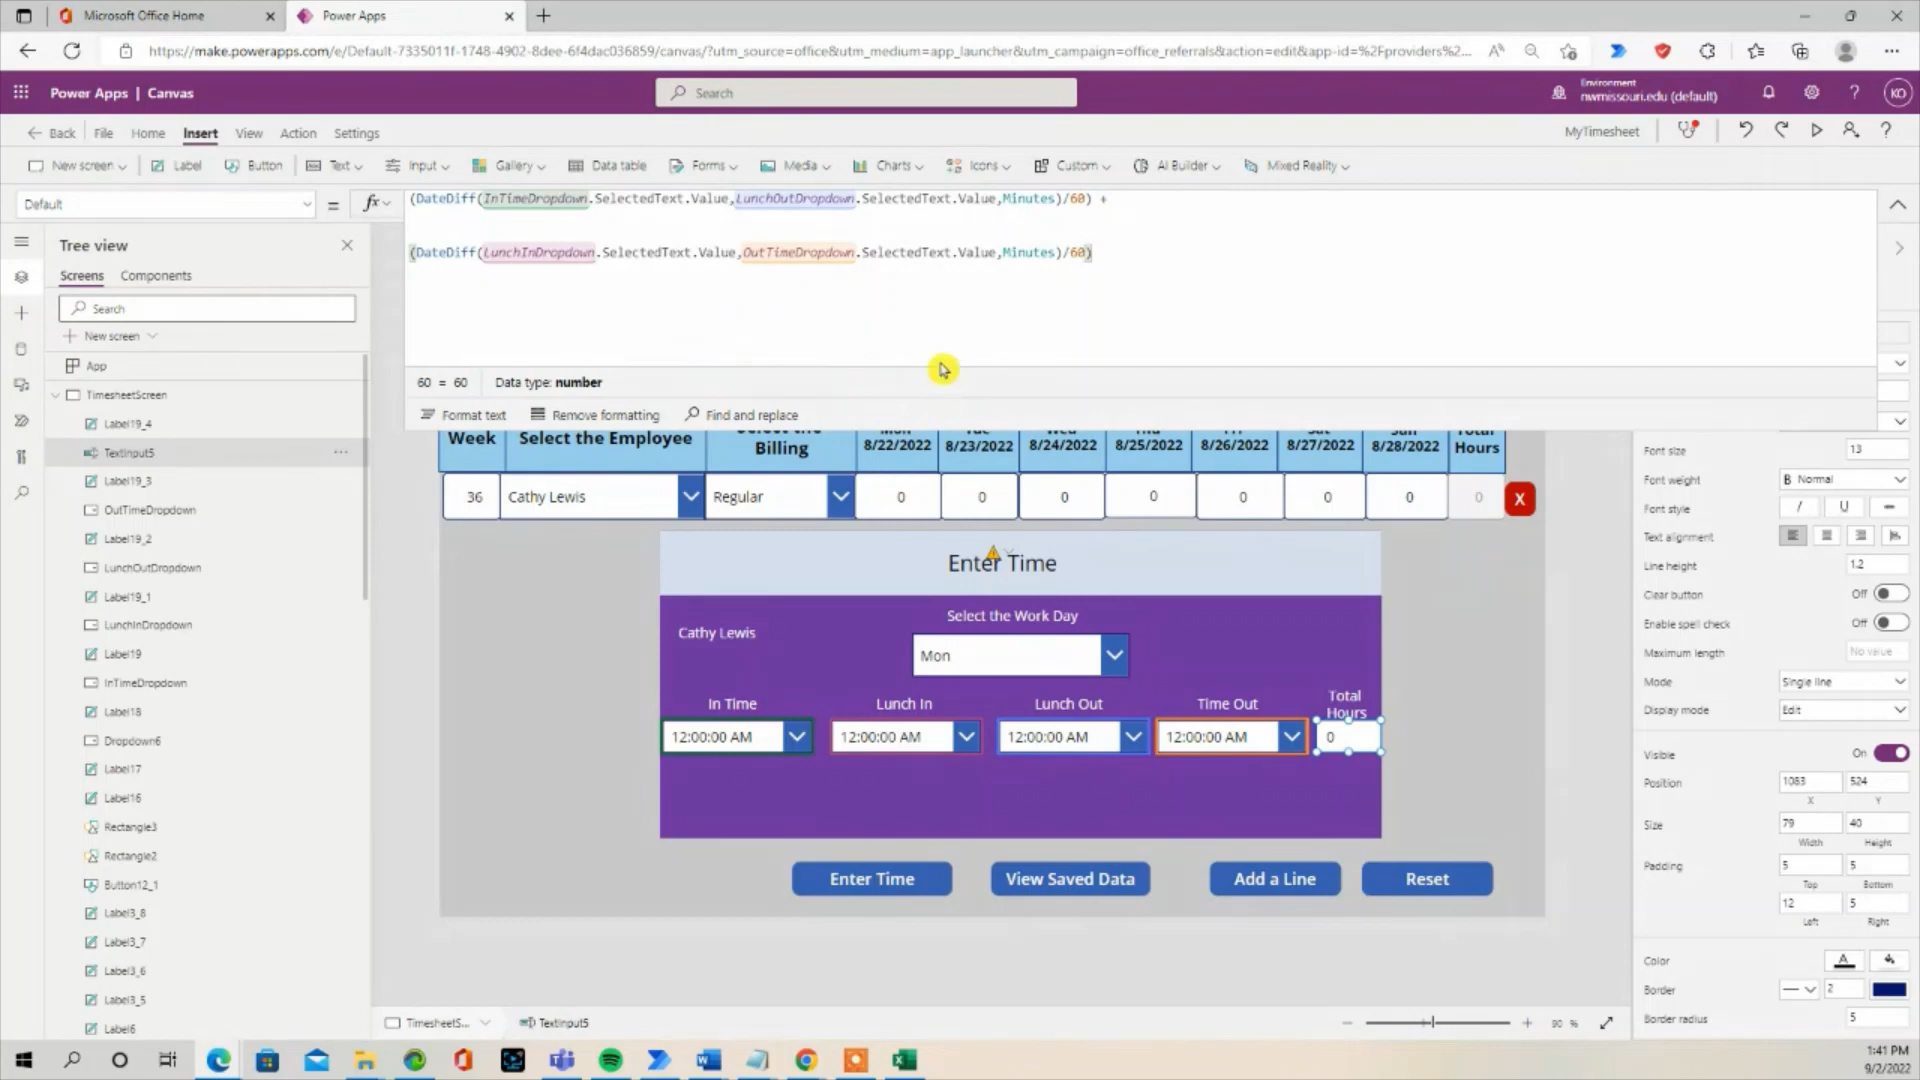 Microsoft Office Home
Power Apps
https://make.powerapps.com/e/Default-7335011f-1748-4902-8dee-6f4dac036859/canvas/?utm_source=office&utm_medium=app_launcher&utm_campaign=office_referrals&action=edit&app-id=%2Fproviders%2...
Power Apps | Canvas
Search
Environment
nwmissouri.edu (default)
KO
Back File Home Insert View Action Settings
MyTimesheet
New screen Label Button Text Input Gallery Data table Forms Media Charts Icons Custom AI Builder Mixed Reality
Default = fx
(DateDiff(InTimeDropdown.SelectedText.Value,LunchOutDropdown.SelectedText.Value,Minutes)/60) +
(DateDiff(LunchInDropdown.SelectedText.Value,OutTimeDropdown.SelectedText.Value,Minutes)/60)
60 = 60 Data type: number
Format text Remove formatting Find and replace
Tree view
Screens Components
Search
New screen
App
TimesheetScreen
Label19_4
TextInput5
Label19_3
OutTimeDropdown
Label19_2
LunchOutDropdown
Label19_1
LunchInDropdown
Label19
InTimeDropdown
Label18
Dropdown6
Label17
Label16
Rectangle3
Rectangle2
Button12_1
Label3_8
Label3_7
Label3_6
Label3_5
Label6
Week Select the Employee Billing 8/22/2022 8/23/2022 8/24/2022 8/25/2022 8/26/2022 8/27/2022 8/28/2022 Hours
36 Cathy Lewis Regular 0 0 0 0 0 0 0 0 X
Enter Time
Select the Work Day
Cathy Lewis
Mon
In Time Lunch In Lunch Out Time Out Total
Hours
12:00:00 AM 12:00:00 AM 12:00:00 AM 12:00:00 AM 0
Enter Time View Saved Data Add a Line Reset
TimesheetS... TextInput5
90 %
Font size 13
Font weight B Normal
Font style / U
Text alignment
Line height 1.2
Clear button Off
Enable spell check Off
Maximum length No value
Mode Single line
Display mode Edit
Visible On
Position 1083 524
X Y
Size 79 40
Width Height
Padding 5 5
Top Bottom
12 5
Left Right
Color A
Border 2
Border radius 5
1:41 PM
9/2/2022